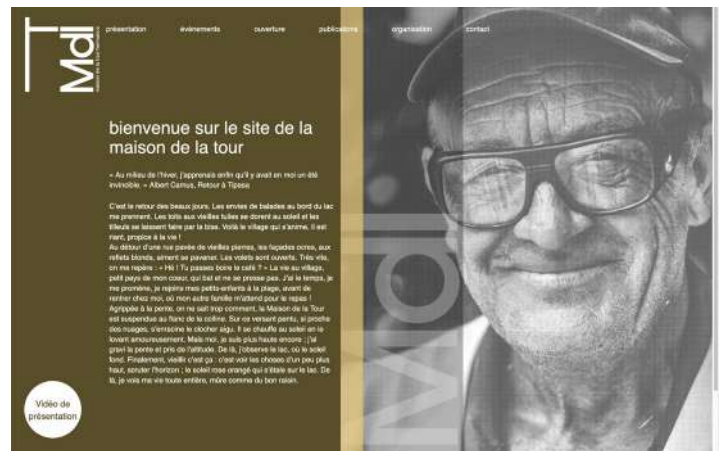 Mdl
présentation
évènements
ouverture
publications
organisation
contact
bienvenue sur le site de la
maison de la tour
« Au milieu de l'hiver, j'apprenais enfin qu'il y avait en moi un été
invincible. » Albert Camus, Retour à Tipasa
C'est le retour des beaux jours. Les envies de balades au bord du lac
me prennent. Les toits aux vieilles tuiles se dorent au soleil et les
tilleuls se laissent faire par la bise. Voilà le village qui s'anime, il est
riant, propice à la vie !
Au détour d'une rue pavée de vieilles pierres, les façades ocres, aux
reflets blonds, aiment se pavaner. Les volets sont ouverts. Très vite,
on me repère : « Hé ! Tu passes boire le café ? » La vie au village,
petit pays de mon coeur, qui bat et ne se presse pas. J'ai le temps, je
me promène, je rejoins mes petits-enfants à la plage, avant de
rentrer chez moi, où mon autre famille m'attend pour le repas !
Agrippée à la pente, on ne sait trop comment, la Maison de la Tour
est suspendue au flanc de la colline. Sur ce versant pentu, si proche
des nuages, s'enracine le clocher aigu. Il se chauffe au soleil en le
lovant amoureusement. Mais moi, je suis plus haute encore ; j'ai
gravi la pente et pris de l'altitude. De là, j'observe le lac, où le soleil
fond. Finalement, vieillir c'est ça : c'est voir les choses d'un peu plus
haut, scruter l'horizon ; le soleil rose orangé qui s'étale sur le lac. De
là, je vois ma vie toute entière, mûre comme du bon raisin.
Vidéo de
présentation
Mdl